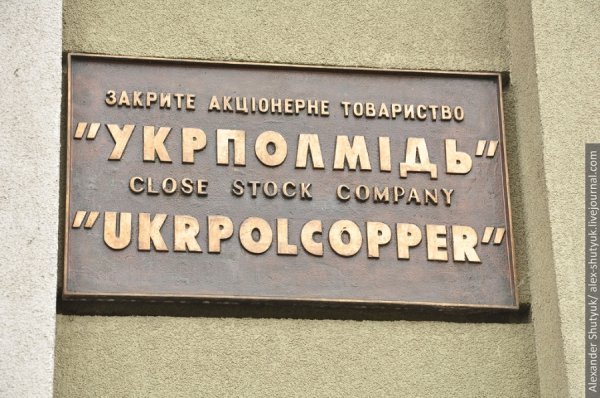 ЗАКРИТЕ АКЦІОНЕРНЕ ТОВАРИСТВО
"УКРПОЛМІДЬ"
CLOSE STOCK COMPANY
"UKRPOLCOPPER"
Alexander Shutyuk/ alex-shutyuk.livejournal.com